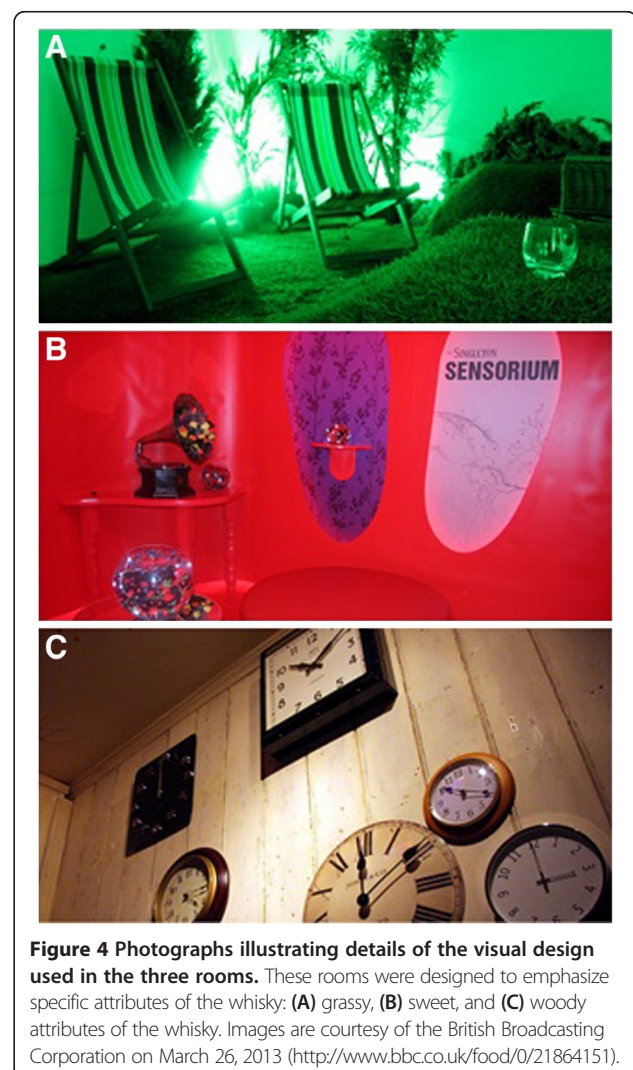 A
B
THE SINGLETON
SENSORIUM
C
Figure 4 Photographs illustrating details of the visual design
used in the three rooms. These rooms were designed to emphasize
specific attributes of the whisky: (A) grassy, (B) sweet, and (C) woody
attributes of the whisky. Images are courtesy of the British Broadcasting
Corporation on March 26, 2013 (http://www.bbc.co.uk/food/0/21864151).